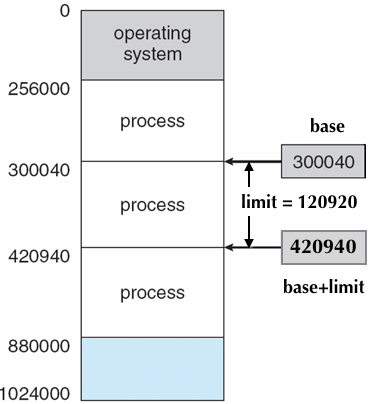 0
operating
system
256000
process
base
300040
300040
limit = 120920
process
420940
420940
base+limit
process
880000
1024000